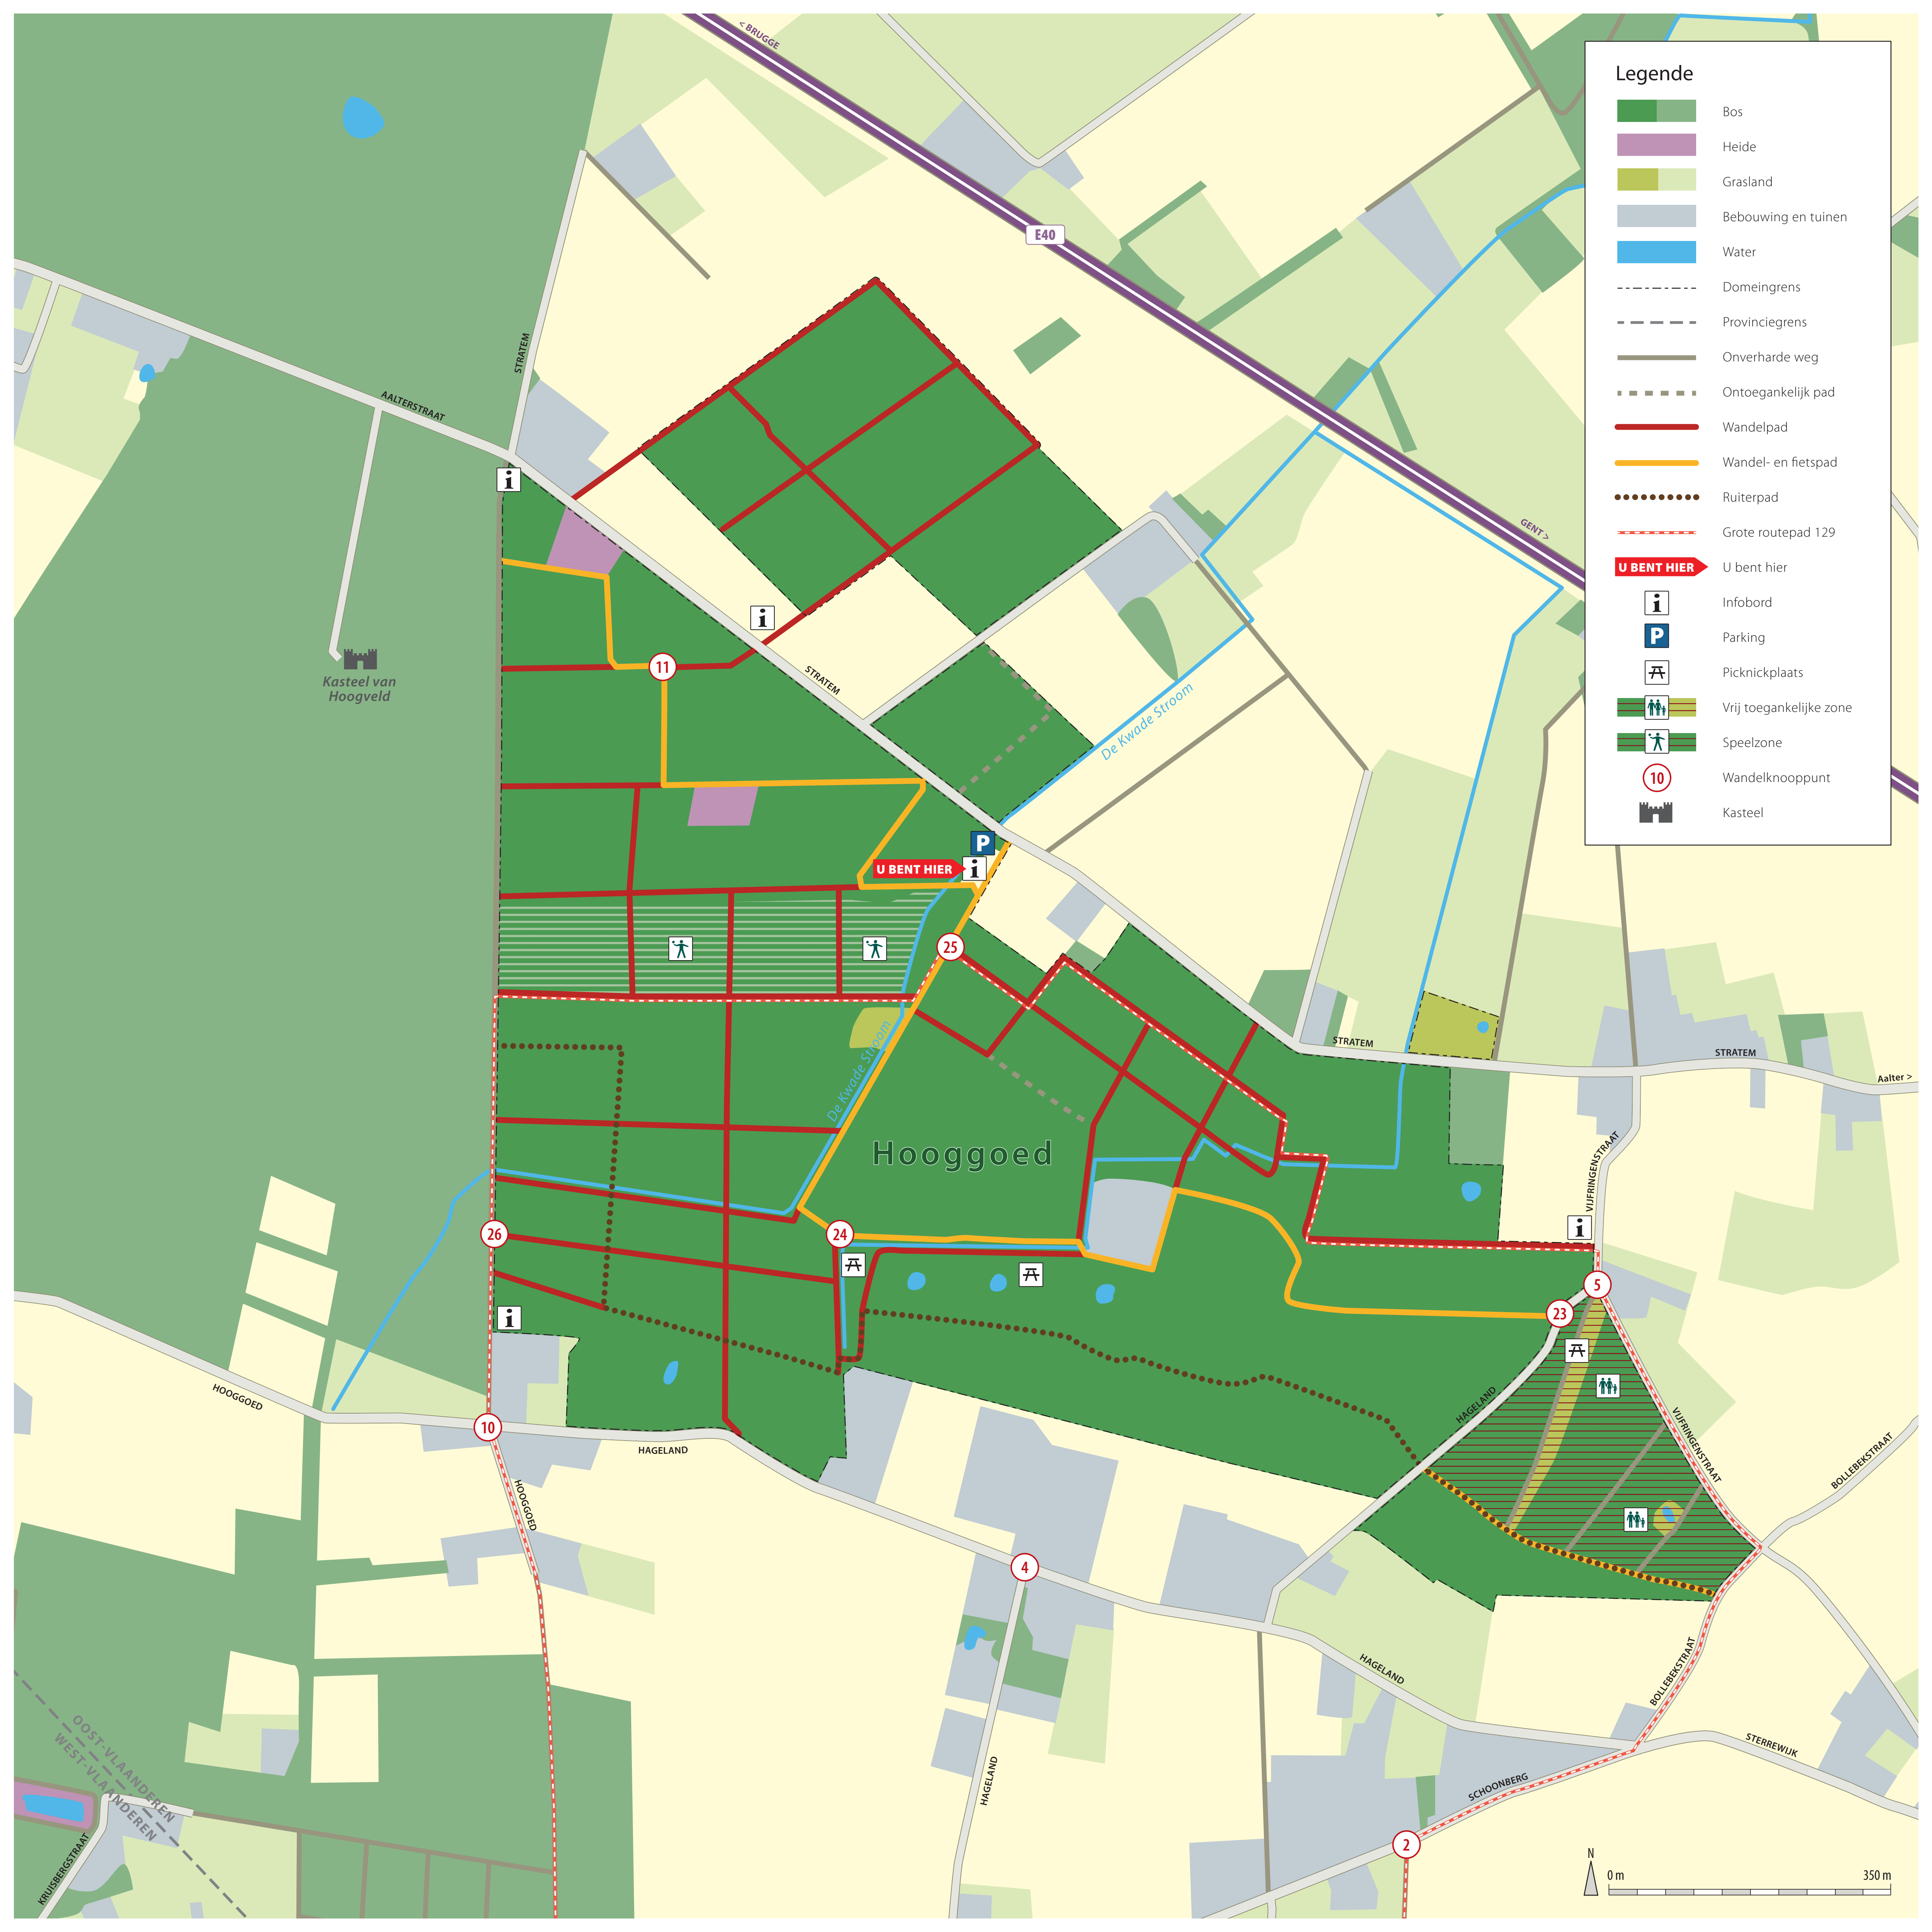 < BRUGGE
E40
GENT >
Legende
Bos
Heide
Grasland
Bebouwing en tuinen
Water
Domeingrens
Provinciegrens
Onverharde weg
Ontoegankelijk pad
Wandelpad
Wandel- en fietspad
Ruiterpad
Grote routepad 129
U BENT HIER
U bent hier
i
Infobord
P
Parking
Picknickplaats
Vrij toegankelijke zone
Speelzone
10
Wandelknooppunt
Kasteel
STRATEM
AALTERSTRAAT
i
i
11
STRATEM
Kasteel van
Hoogveld
De Kwade Stroom
P
U BENT HIER
i
25
STRATEM
STRATEM
Aalter >
De Kwade Stroom
Hooggoed
VIJFRINGENSTRAAT
i
26
24
5
23
i
HOOGGOED
10
HAGELAND
HOOGGOED
HAGELAND
VIJFRINGENSTRAAT
BOLLEBEKSTRAAT
4
HAGELAND
HAGELAND
BOLLEBEKSTRAAT
STERREWIJK
SCHOONBERG
2
OOST-VLAANDEREN
WEST-VLAANDEREN
KRUISBERGSTRAAT
N
0 m
350 m